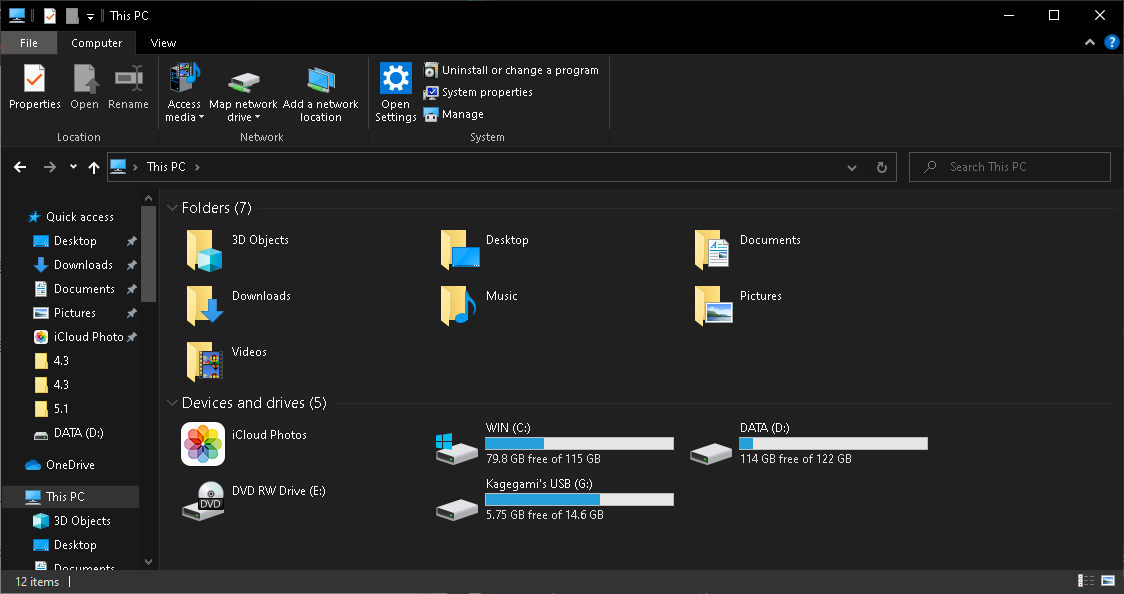 This PC
File
Computer
View
Properties
Open
Rename
Access media
Map network drive
Add a network location
Open Settings
Uninstall or change a program
System properties
Manage
Location
Network
System
This PC
Search This PC
Quick access
Desktop
Downloads
Documents
Pictures
iCloud Photo
4.3
4.3
5.1
DATA (D:)
OneDrive
This PC
3D Objects
Desktop
Documents
Folders (7)
3D Objects
Desktop
Documents
Downloads
Music
Pictures
Videos
Devices and drives (5)
iCloud Photos
WIN (C:)
79.8 GB free of 115 GB
DATA (D:)
114 GB free of 122 GB
DVD
DVD RW Drive (E:)
Kagegami's USB (G:)
5.75 GB free of 14.6 GB
12 items